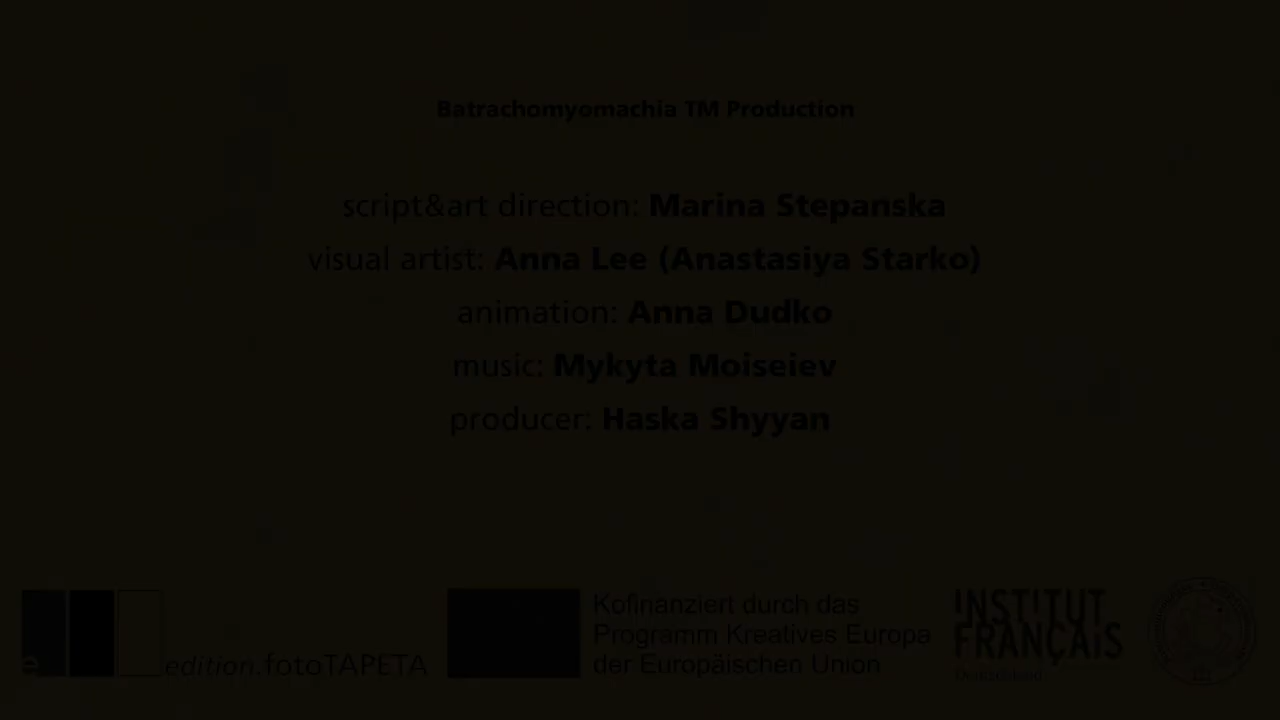 Batrachomyomachia TM Production
script&art direction: Marina Stepanska
visual artist: Anna Lee (Anastasiya Starko)
animation: Anna Dudko
music: Mykyta Moiseiev
producer: Haska Shyyan
e
edition.fotoTAPETA
Kofinanziert durch das
Programm Kreatives Europa
der Europäischen Union
INSTITUT
FRANÇAIS
Deutschland